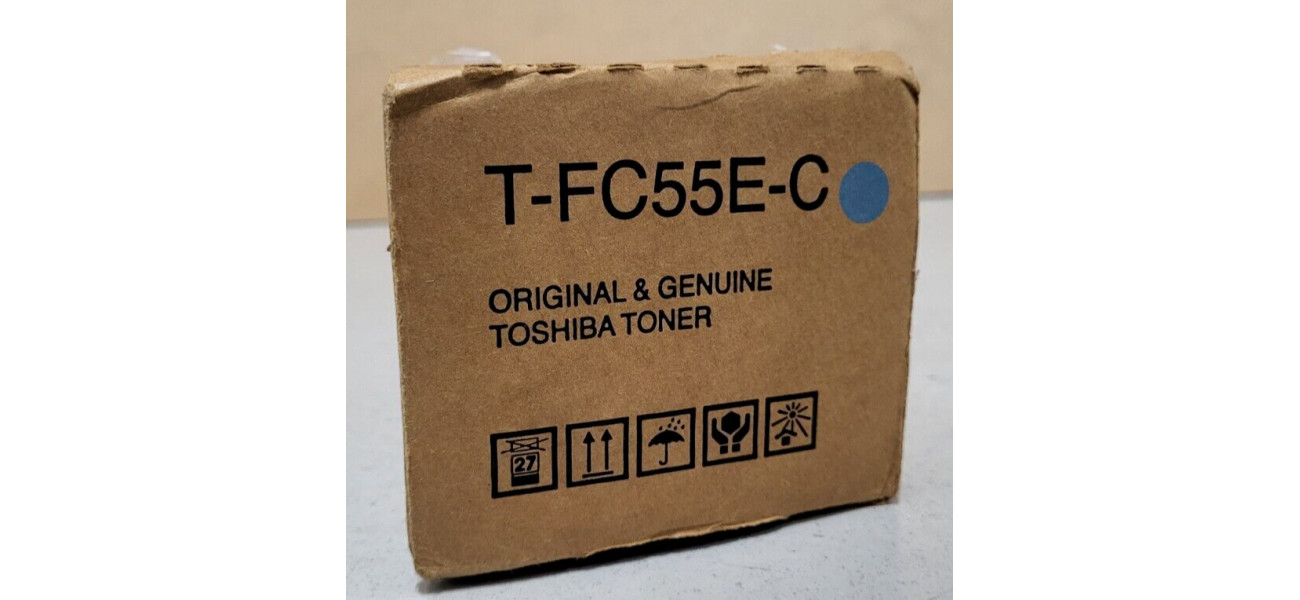 T-FC55E-C
ORIGINAL & GENUINE
TOSHIBA TONER
27